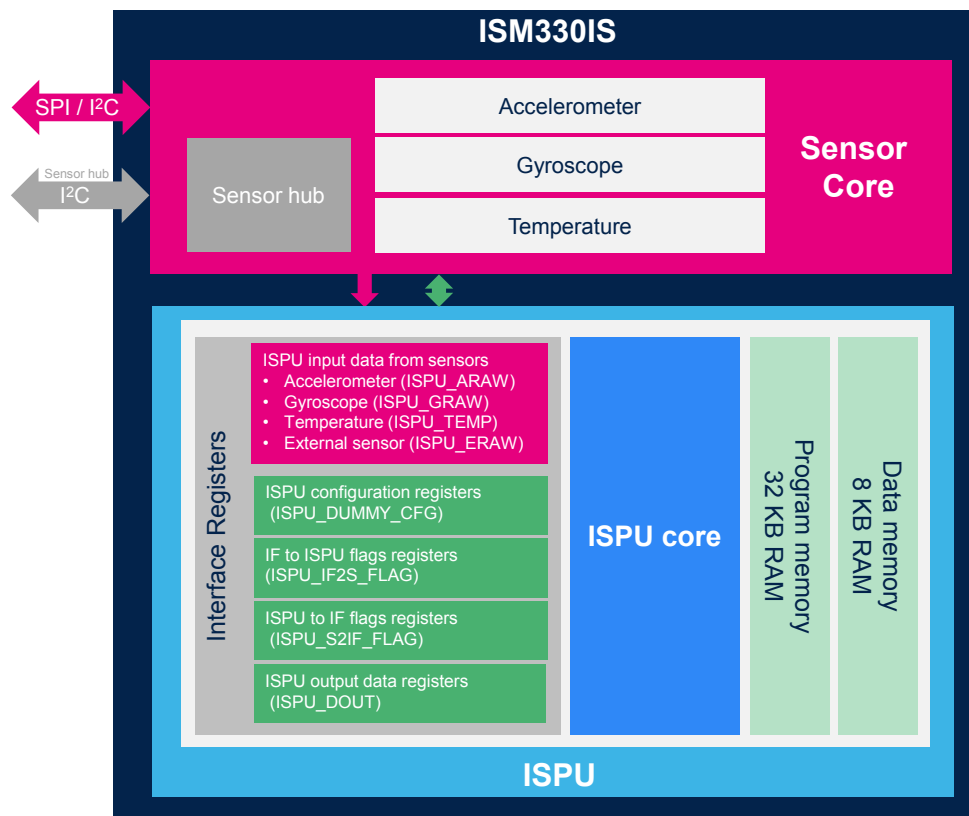 ISM330IS
SPI / I²C
Sensor hub
I²C
Sensor hub
Accelerometer
Gyroscope
Temperature
Sensor
Core
Interface Registers
ISPU input data from sensors
• Accelerometer (ISPU_ARAW)
• Gyroscope (ISPU_GRAW)
• Temperature (ISPU_TEMP)
• External sensor (ISPU_ERAW)
ISPU configuration registers
(ISPU_DUMMY_CFG)
IF to ISPU flags registers
(ISPU_IF2S_FLAG)
ISPU to IF flags registers
(ISPU_S2IF_FLAG)
ISPU output data registers
(ISPU_DOUT)
ISPU core
Program memory
32 KB RAM
Data memory
8 KB RAM
ISPU